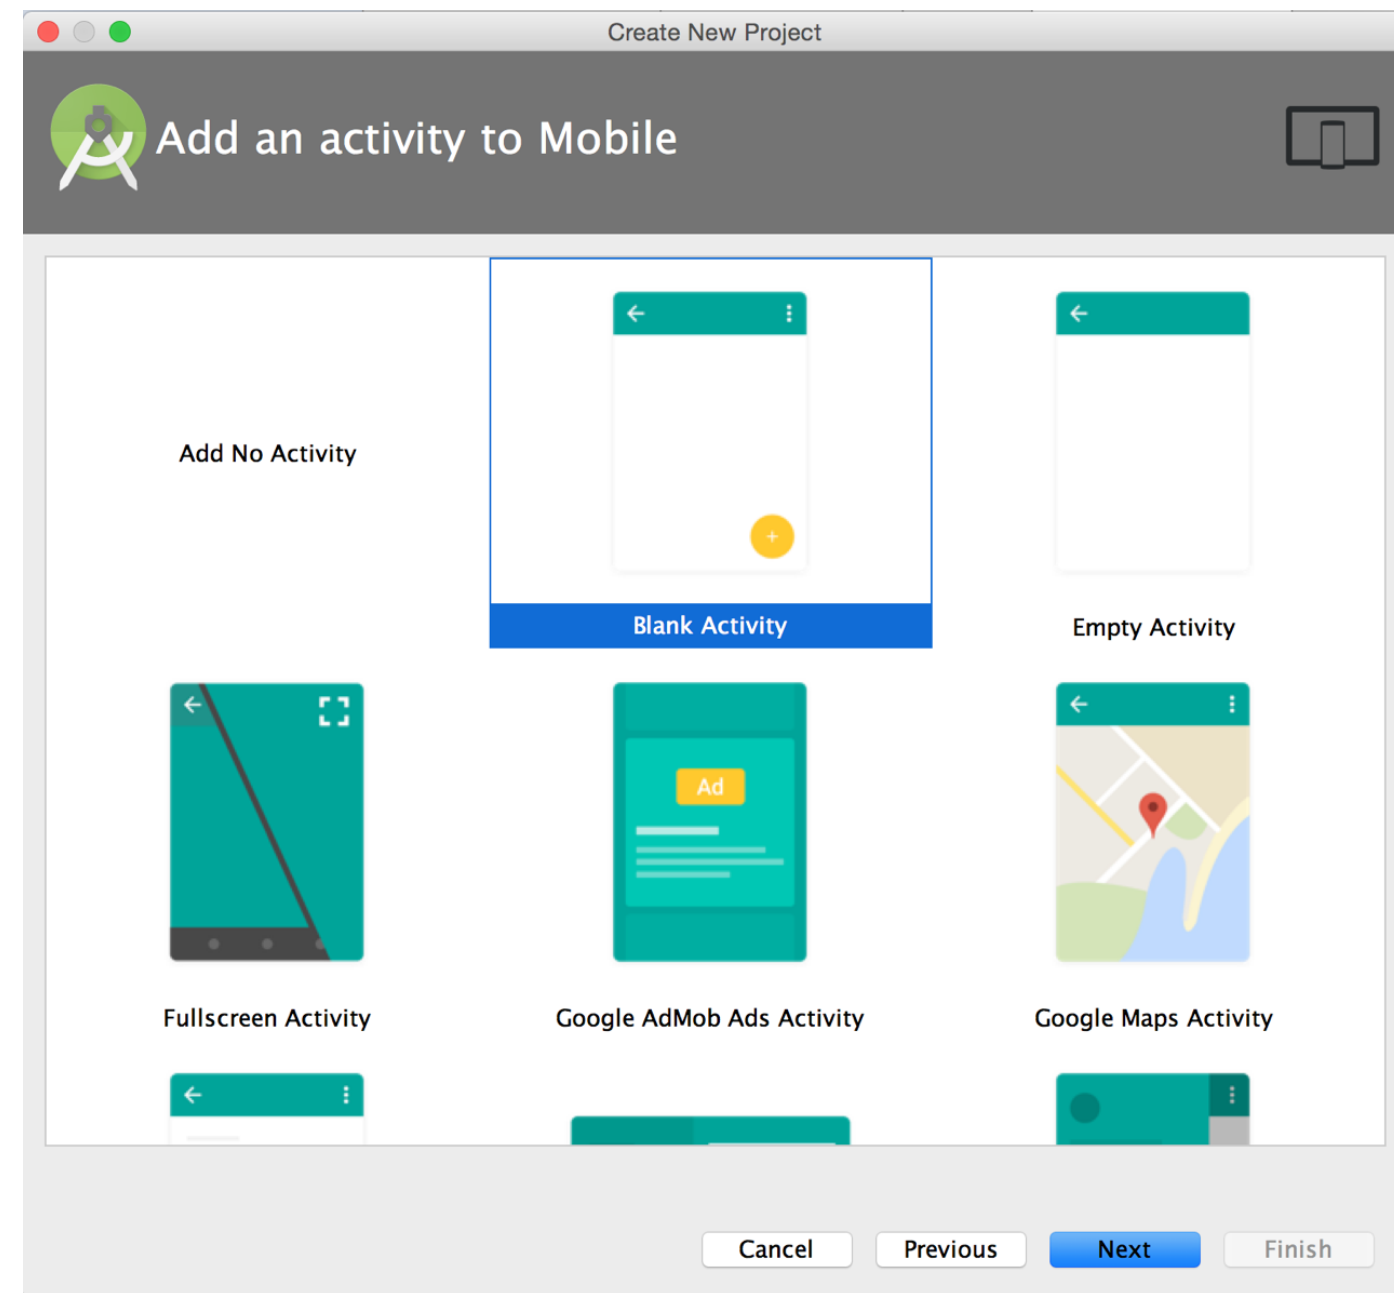 Create New Project
Add an activity to Mobile
Add No Activity
Blank Activity
Empty Activity
Ad
Fullscreen Activity
Google AdMob Ads Activity
Google Maps Activity
Cancel
Previous
Next
Finish